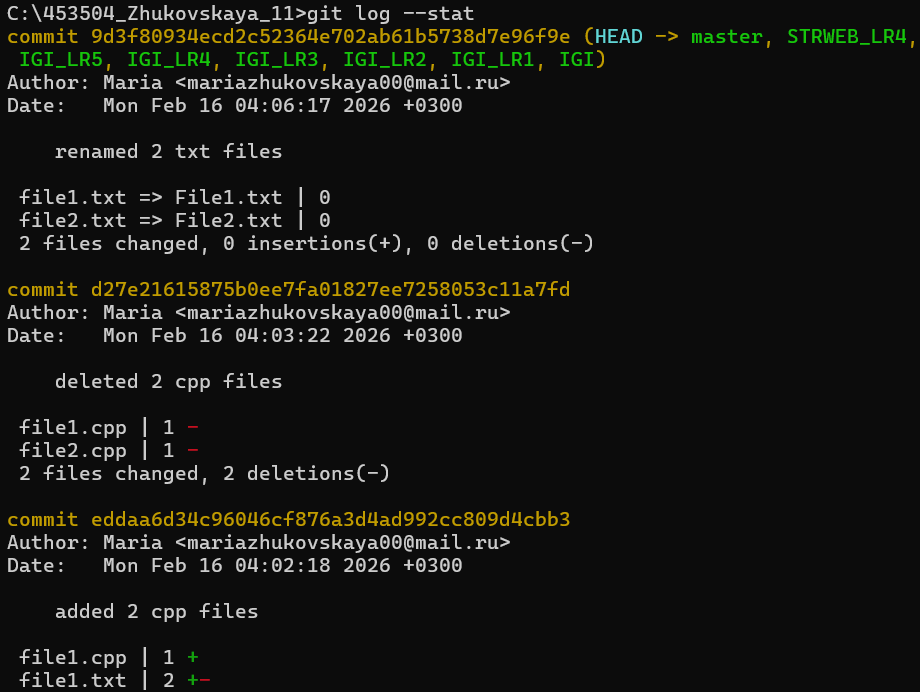 C:\453504_Zhukovskaya_11>git log --stat
commit 9d3f80934ecd2c52364e702ab61b5738d7e96f9e (HEAD -> master, STRWEB_LR4,
 IGI_LR5, IGI_LR4, IGI_LR3, IGI_LR2, IGI_LR1, IGI)
Author: Maria <mariazhukovskaya00@mail.ru>
Date:   Mon Feb 16 04:06:17 2026 +0300

    renamed 2 txt files

 file1.txt => File1.txt | 0
 file2.txt => File2.txt | 0
 2 files changed, 0 insertions(+), 0 deletions(-)

commit d27e21615875b0ee7fa01827ee7258053c11a7fd
Author: Maria <mariazhukovskaya00@mail.ru>
Date:   Mon Feb 16 04:03:22 2026 +0300

    deleted 2 cpp files

 file1.cpp | 1 -
 file2.cpp | 1 -
 2 files changed, 2 deletions(-)

commit eddaa6d34c96046cf876a3d4ad992cc809d4cbb3
Author: Maria <mariazhukovskaya00@mail.ru>
Date:   Mon Feb 16 04:02:18 2026 +0300

    added 2 cpp files

 file1.cpp | 1 +
 file1.txt | 2 +-